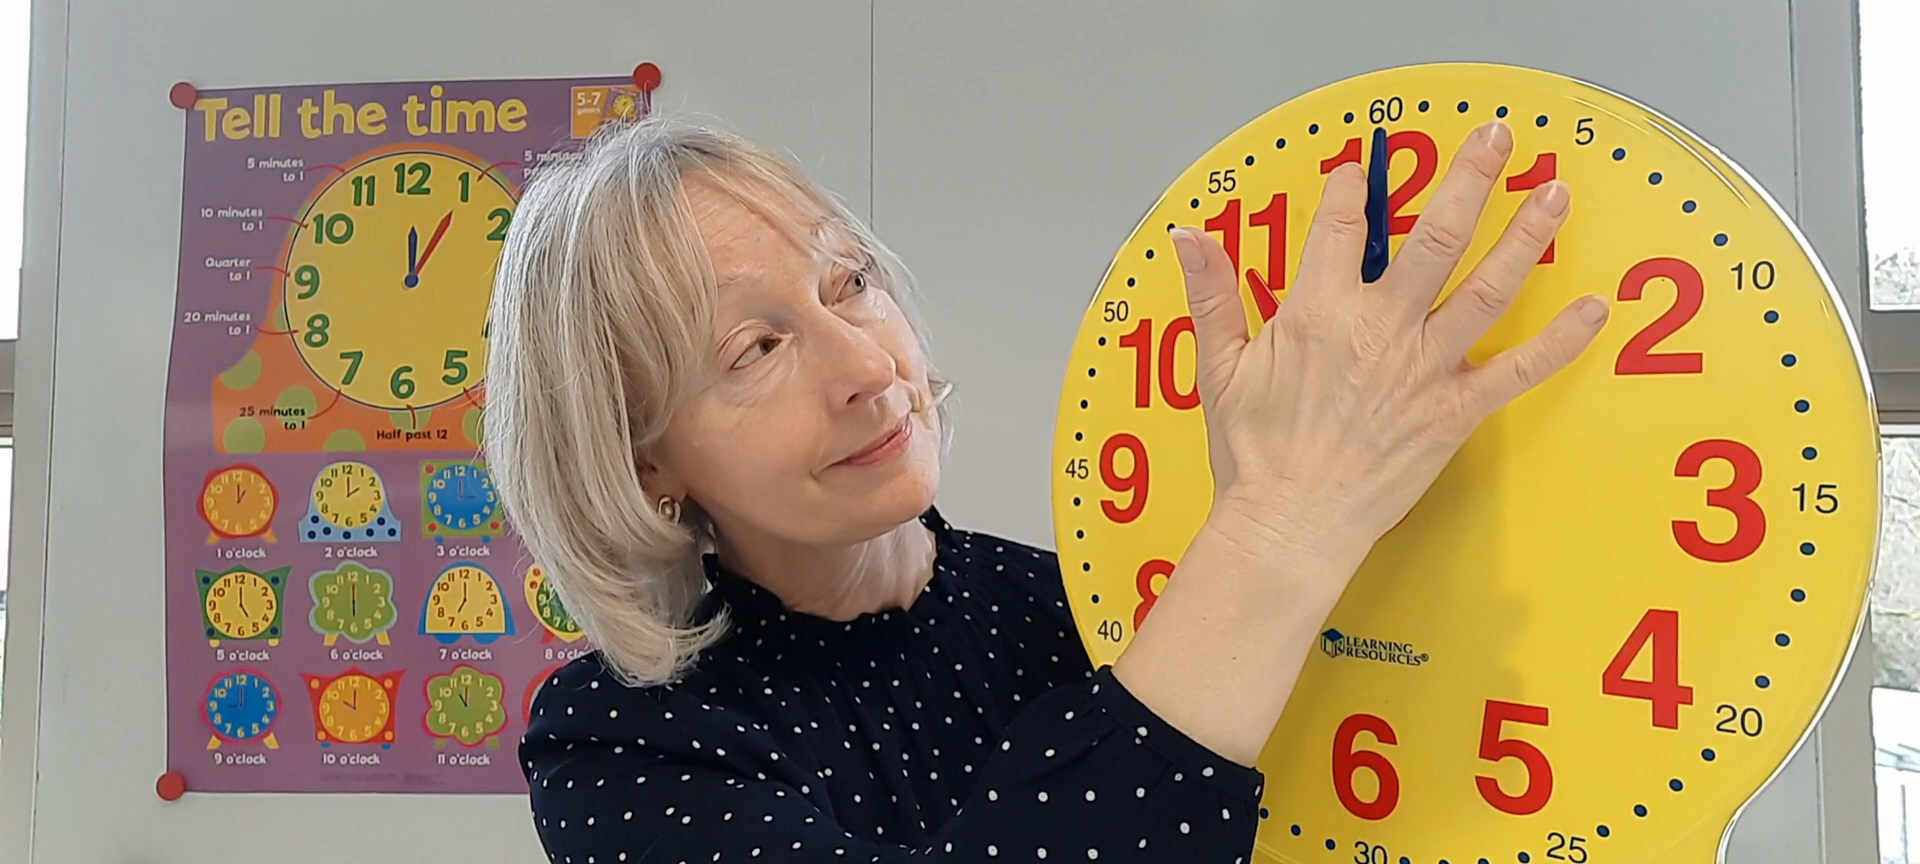 Tell the time
5-7
years
5 minutes
to 1
5 minutes
10 minutes
to 1
Quarter
to 1
20 minutes
to 1
25 minutes
to 1
Half past 12
12
1
2
5
6
7
8
9
10
11
1 o'clock
2 o'clock
3 o'clock
5 o'clock
6 o'clock
7 o'clock
9 o'clock
10 o'clock
11 o'clock
60
5
10
15
20
25
30
40
45
50
55
12
1
2
3
4
5
6
8
9
10
11
LEARNING
RESOURCES®